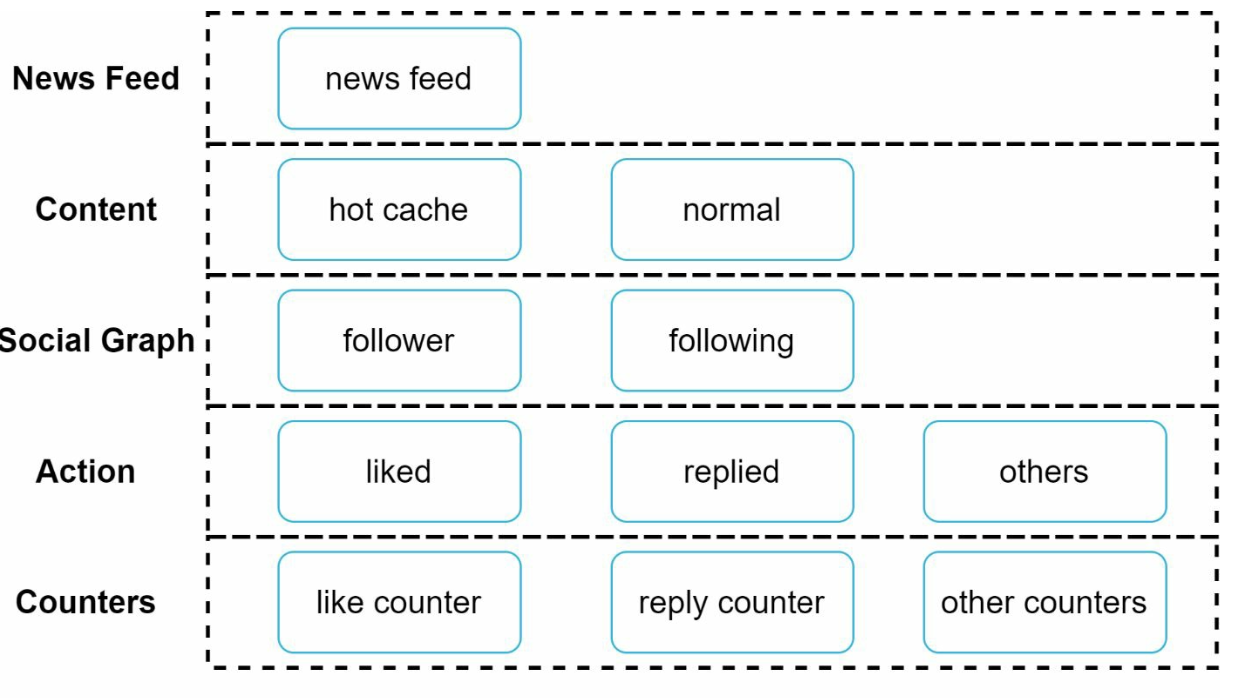 News Feed
news feed
Content
hot cache
normal
Social Graph
follower
following
Action
liked
replied
others
Counters
like counter
reply counter
other counters